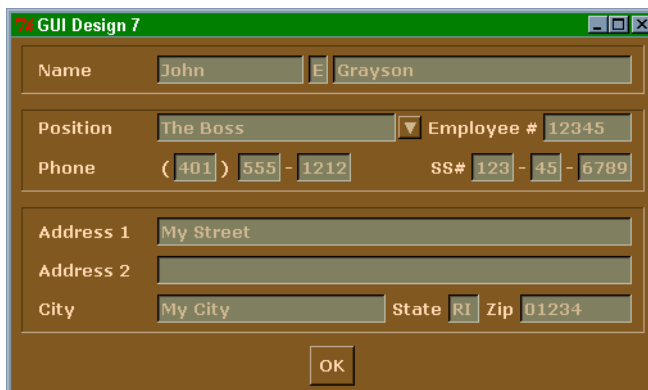 GUI Design 7
Name John E Grayson
Position The Boss Employee # 12345
Phone ( 401 ) 555 - 1212 SS# 123 - 45 - 6789
Address 1 My Street
Address 2
City My City State RI Zip 01234
OK